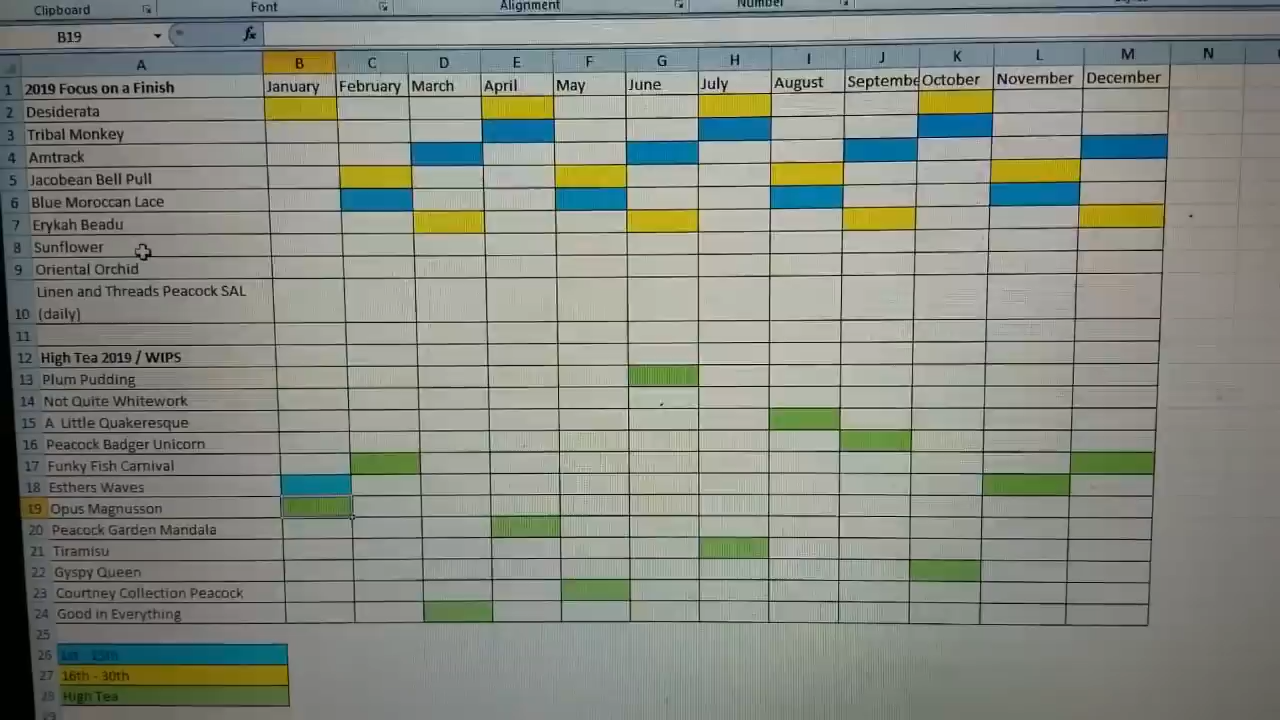 Clipboard Font Alignment Number
B19 fx
A B C D E F G H I J K L M N
1 2019 Focus on a Finish January February March April May June July August Septembe October November December
2 Desiderata
3 Tribal Monkey
4 Amtrack
5 Jacobean Bell Pull
6 Blue Moroccan Lace
7 Erykah Beadu
8 Sunflower
9 Oriental Orchid
Linen and Threads Peacock SAL
10 (daily)
11
12 High Tea 2019 / WIPS
13 Plum Pudding
14 Not Quite Whitework
15 A Little Quakeresque
16 Peacock Badger Unicorn
17 Funky Fish Carnival
18 Esthers Waves
19 Opus Magnusson
20 Peacock Garden Mandala
21 Tiramisu
22 Gyspy Queen
23 Courtney Collection Peacock
24 Good in Everything
25
26 1st - 15th
27 16th - 30th
28 High Tea
29